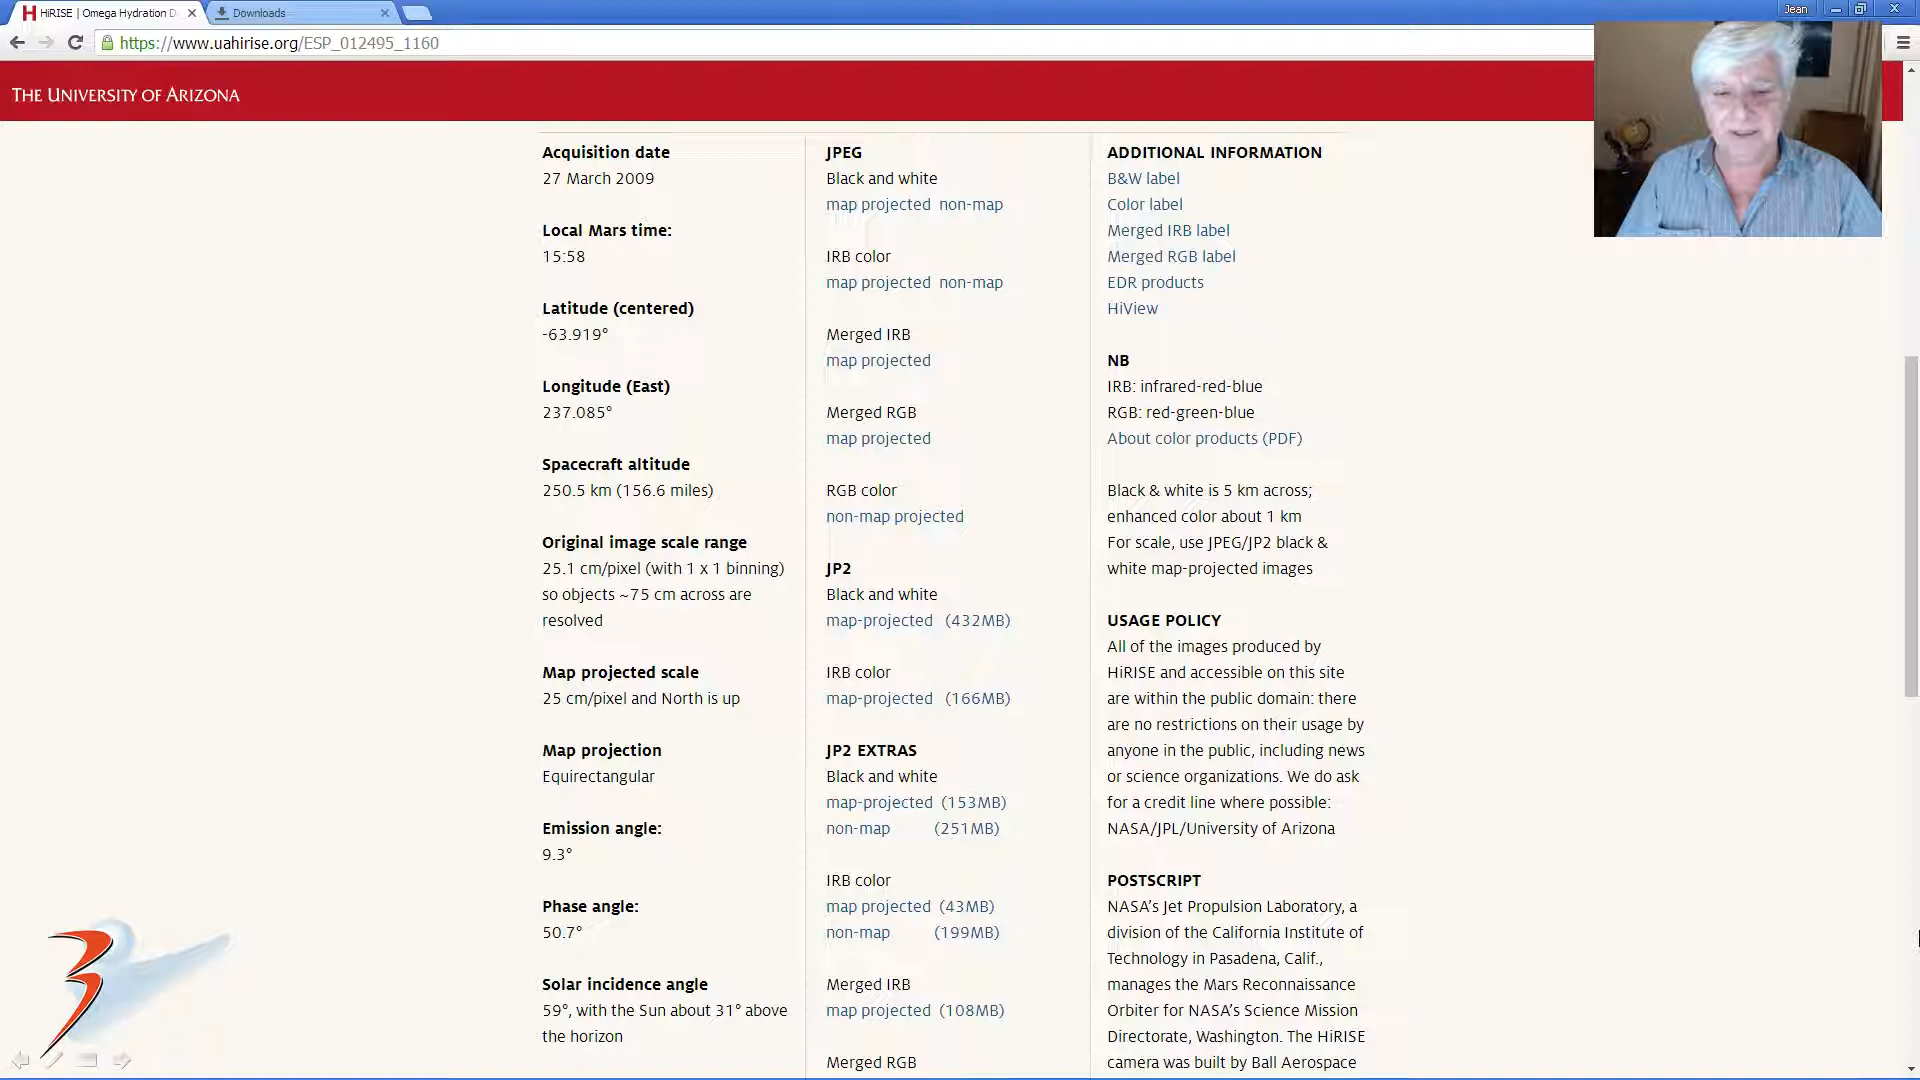 HiRISE | Omega Hydration D
Downloads
Jean
https://www.uahirise.org/ESP_012495_1160
THE UNIVERSITY OF ARIZONA
Acquisition date
27 March 2009
Local Mars time:
15:58
Latitude (centered)
-63.919°
Longitude (East)
237.085°
Spacecraft altitude
250.5 km (156.6 miles)
Original image scale range
25.1 cm/pixel (with 1 x 1 binning)
so objects ~75 cm across are
resolved
Map projected scale
25 cm/pixel and North is up
Map projection
Equirectangular
Emission angle:
9.3°
Phase angle:
50.7°
Solar incidence angle
59°, with the Sun about 31° above
the horizon
JPEG
Black and white
map projected non-map
IRB color
map projected non-map
Merged IRB
map projected
Merged RGB
map projected
RGB color
non-map projected
JP2
Black and white
map-projected (432MB)
IRB color
map-projected (166MB)
JP2 EXTRAS
Black and white
map-projected (153MB)
non-map (251MB)
IRB color
map projected (43MB)
non-map (199MB)
Merged IRB
map projected (108MB)
Merged RGB
ADDITIONAL INFORMATION
B&W label
Color label
Merged IRB label
Merged RGB label
EDR products
HiView
NB
IRB: infrared-red-blue
RGB: red-green-blue
About color products (PDF)
Black & white is 5 km across;
enhanced color about 1 km
For scale, use JPEG/JP2 black &
white map-projected images
USAGE POLICY
All of the images produced by
HiRISE and accessible on this site
are within the public domain: there
are no restrictions on their usage by
anyone in the public, including news
or science organizations. We do ask
for a credit line where possible:
NASA/JPL/University of Arizona
POSTSCRIPT
NASA's Jet Propulsion Laboratory, a
division of the California Institute of
Technology in Pasadena, Calif.,
manages the Mars Reconnaissance
Orbiter for NASA's Science Mission
Directorate, Washington. The HiRISE
camera was built by Ball Aerospace